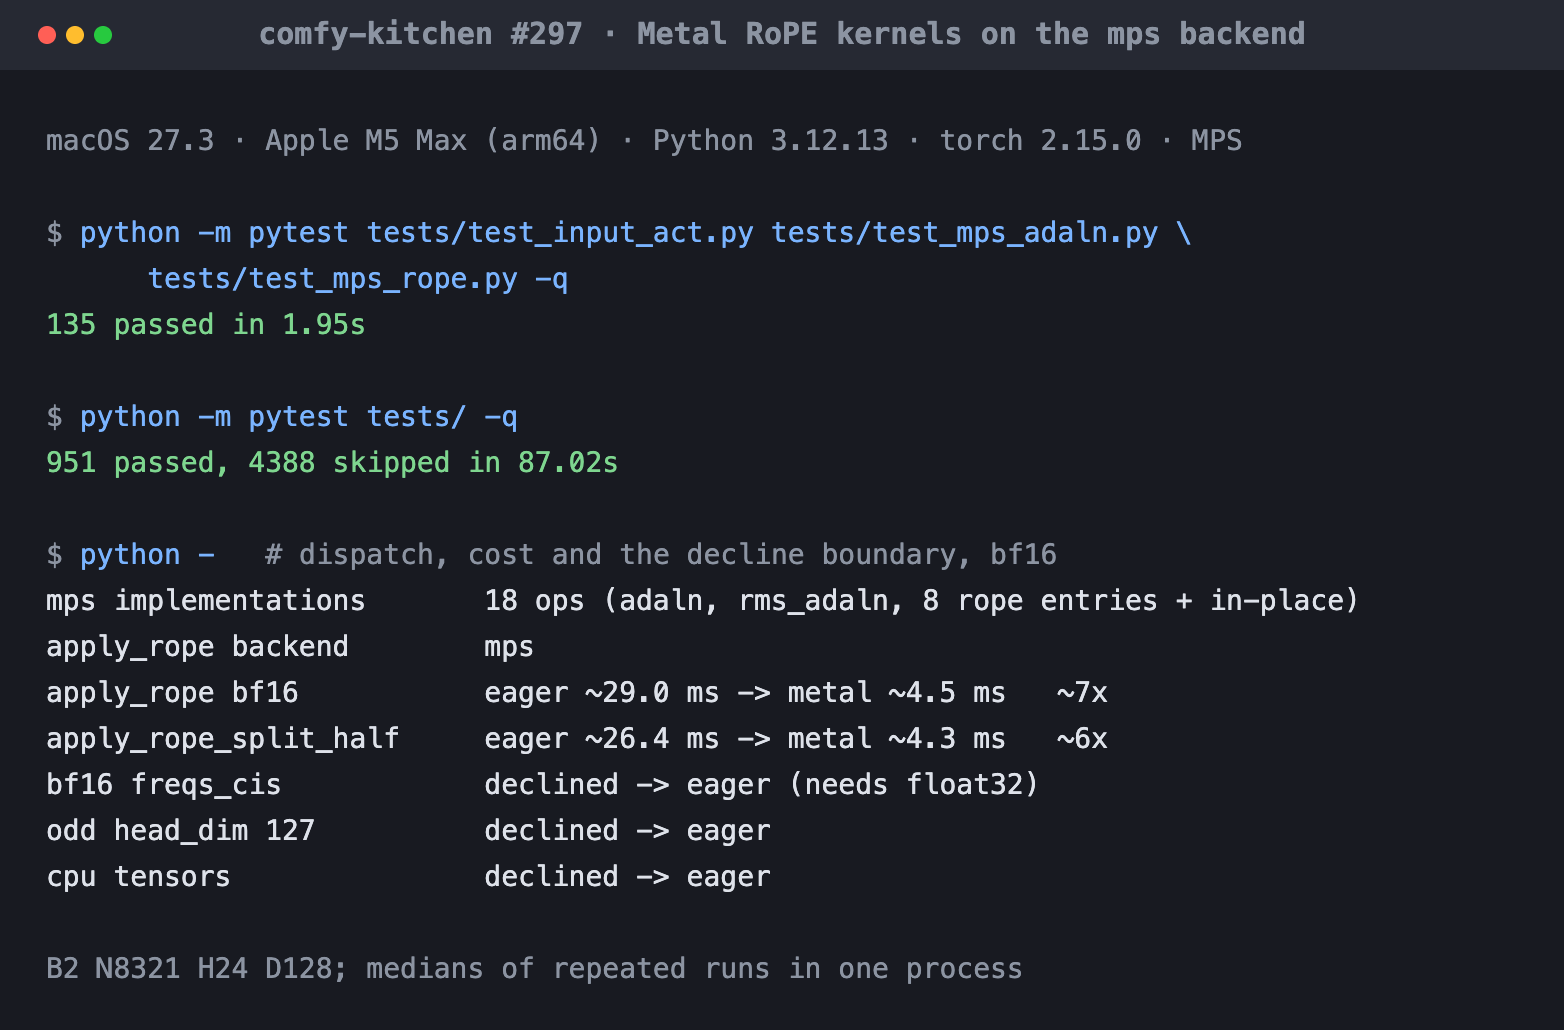 comfy-kitchen #297 · Metal RoPE kernels on the mps backend
macOS 27.3 · Apple M5 Max (arm64) · Python 3.12.13 · torch 2.15.0 · MPS
$ python -m pytest tests/test_input_act.py tests/test_mps_adaln.py \
tests/test_mps_rope.py -q
135 passed in 1.95s
$ python -m pytest tests/ -q
951 passed, 4388 skipped in 87.02s
$ python - # dispatch, cost and the decline boundary, bf16
mps implementations 18 ops (adaln, rms_adaln, 8 rope entries + in-place)
apply_rope backend mps
apply_rope bf16 eager ~29.0 ms -> metal ~4.5 ms ~7x
apply_rope_split_half eager ~26.4 ms -> metal ~4.3 ms ~6x
bf16 freqs_cis declined -> eager (needs float32)
odd head_dim 127 declined -> eager
cpu tensors declined -> eager
B2 N8321 H24 D128; medians of repeated runs in one process